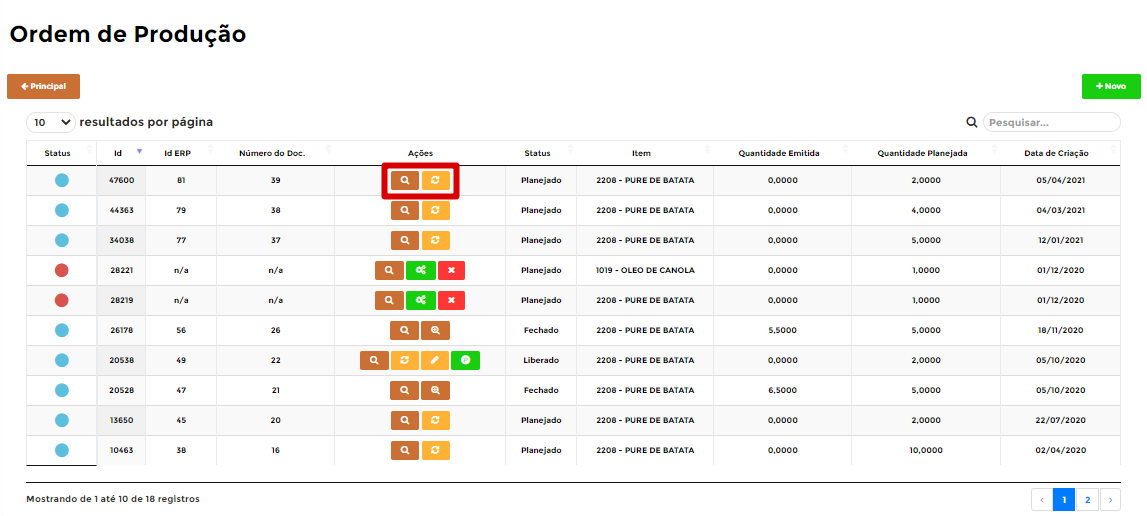 Ordem de Produção
Principal
Novo
10 resultados por página
Pesquisar...
Status Id Id ERP Número do Doc. Ações Status Item Quantidade Emitida Quantidade Planejada Data de Criação
47600 81 39 Planejado 2208 - PURE DE BATATA 0,0000 2,0000 05/04/2021
44363 79 38 Planejado 2208 - PURE DE BATATA 0,0000 4,0000 04/03/2021
34038 77 37 Planejado 2208 - PURE DE BATATA 0,0000 5,0000 12/01/2021
28221 n/a n/a Planejado 1019 - OLEO DE CANOLA 0,0000 1,0000 01/12/2020
28219 n/a n/a Planejado 2208 - PURE DE BATATA 0,0000 1,0000 01/12/2020
26178 56 26 Fechado 2208 - PURE DE BATATA 5,5000 5,0000 18/11/2020
20538 49 22 P Liberado 2208 - PURE DE BATATA 0,0000 2,0000 05/10/2020
20528 47 21 Fechado 2208 - PURE DE BATATA 6,5000 5,0000 05/10/2020
13650 45 20 Planejado 2208 - PURE DE BATATA 0,0000 2,0000 22/07/2020
10463 38 16 Planejado 2208 - PURE DE BATATA 0,0000 10,0000 02/04/2020
Mostrando de 1 até 10 de 18 registros
‹ 1 2 ›